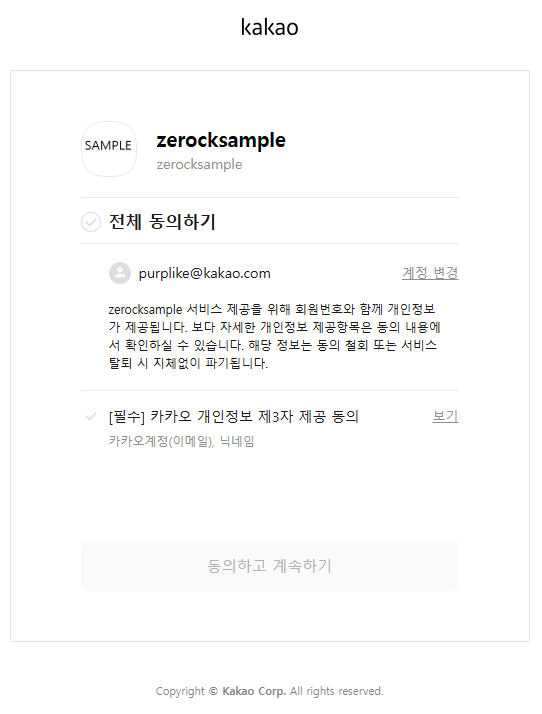 kakao
SAMPLE
zerocksample
zerocksample
전체 동의하기
purplike@kakao.com 계정 변경
zerocksample 서비스 제공을 위해 회원번호와 함께 개인정보
가 제공됩니다. 보다 자세한 개인정보 제공항목은 동의 내용에
서 확인하실 수 있습니다. 해당 정보는 동의 철회 또는 서비스
탈퇴 시 지체없이 파기됩니다.
[필수] 카카오 개인정보 제3자 제공 동의 보기
카카오계정(이메일), 닉네임
동의하고 계속하기
Copyright © Kakao Corp. All rights reserved.